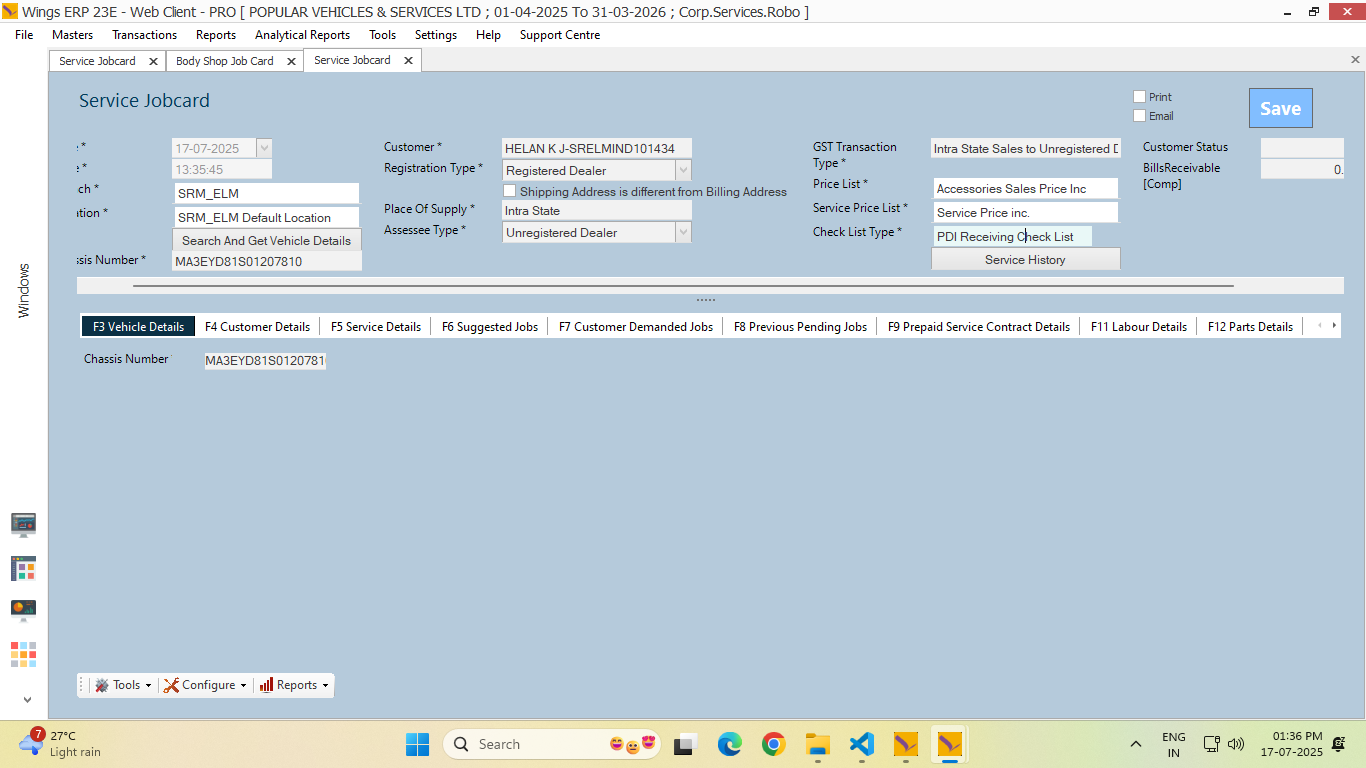 Wings ERP 23E - Web Client - PRO [ POPULAR VEHICLES & SERVICES LTD ; 01-04-2025 To 31-03-2026 ; Corp.Services.Robo ]
File Masters Transactions Reports Analytical Reports Tools Settings Help Support Centre
Service Jobcard Body Shop Job Card Service Jobcard
Service Jobcard
Print
Email
Save
17-07-2025
13:35:45
SRM_ELM
SRM_ELM Default Location
Search And Get Vehicle Details
ssis Number *
MA3EYD81S01207810
Customer *
HELAN K J-SRELMIND101434
Registration Type *
Registered Dealer
Shipping Address is different from Billing Address
Place Of Supply *
Intra State
Assessee Type *
Unregistered Dealer
GST Transaction
Type *
Intra State Sales to Unregistered D
Price List *
Accessories Sales Price Inc
Service Price List *
Service Price inc.
Check List Type *
PDI Receiving Check List
Service History
Customer Status
BillsReceivable
[Comp]
0.
Windows
F3 Vehicle Details F4 Customer Details F5 Service Details F6 Suggested Jobs F7 Customer Demanded Jobs F8 Previous Pending Jobs F9 Prepaid Service Contract Details F11 Labour Details F12 Parts Details
Chassis Number
MA3EYD81S0120781
Tools Configure Reports
7
27°C
Light rain
Search
ENG
IN
01:36 PM
17-07-2025